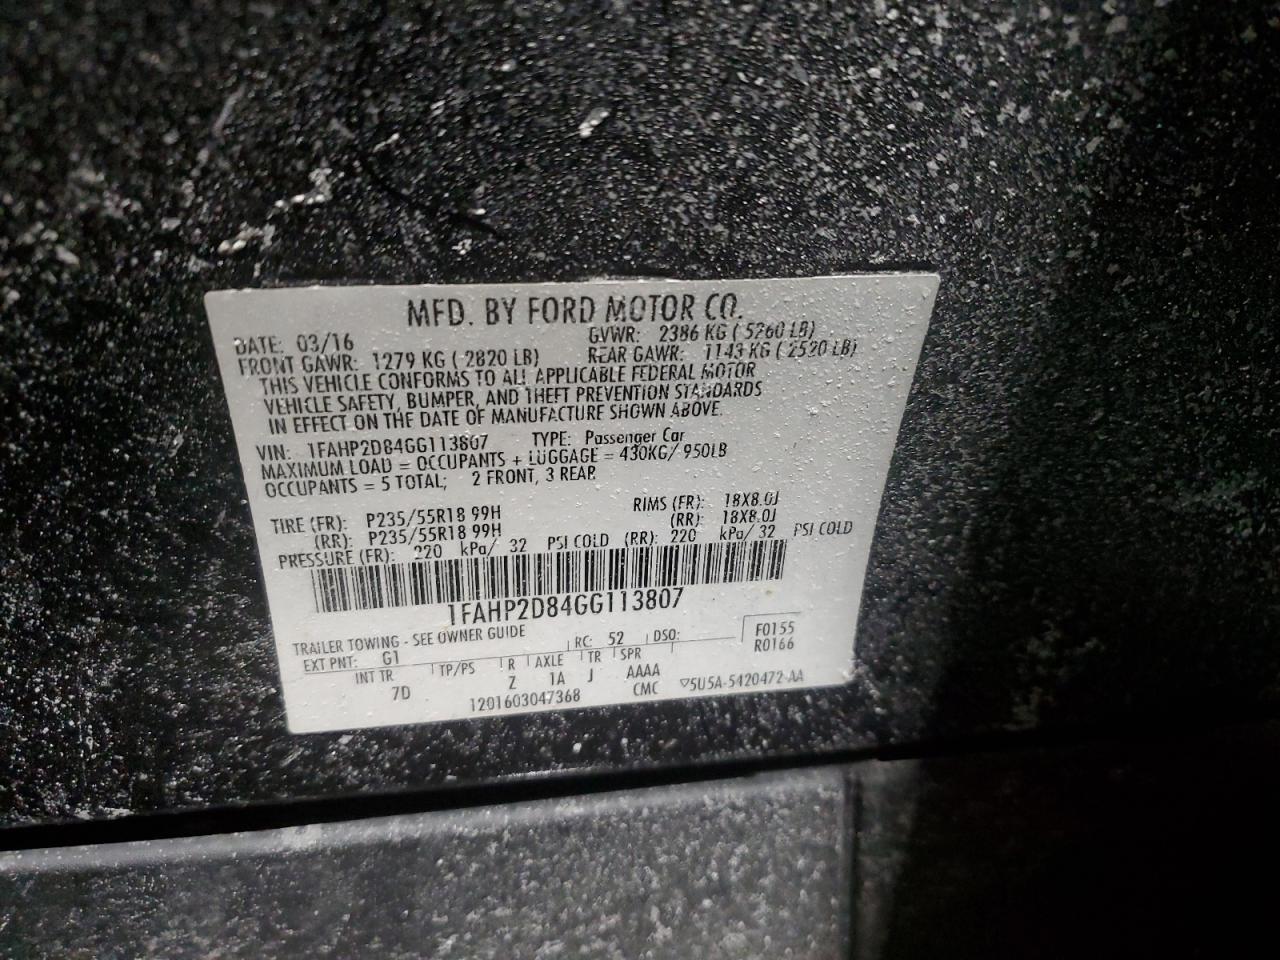 MFD. BY FORD MOTOR CO.
DATE: 03/16 GVWR: 2386 KG ( 5260 LB)
FRONT GAWR: 1279 KG ( 2820 LB) REAR GAWR: 1143 KG ( 2520 LB)
THIS VEHICLE CONFORMS TO ALL APPLICABLE FEDERAL MOTOR
VEHICLE SAFETY, BUMPER, AND THEFT PREVENTION STANDARDS
IN EFFECT ON THE DATE OF MANUFACTURE SHOWN ABOVE.
VIN: 1FAHP2D84GG113807 TYPE: Passenger Car
MAXIMUM LOAD = OCCUPANTS + LUGGAGE = 430KG/ 950LB
OCCUPANTS = 5 TOTAL; 2 FRONT, 3 REAR
TIRE (FR): P235/55R18 99H RIMS (FR): 18X8.0J
(RR): P235/55R18 99H (RR): 18X8.0J
PRESSURE (FR): 220 kPa/ 32 PSI COLD (RR): 220 kPa/ 32 PSI COLD
1FAHP2D84GG113807
TRAILER TOWING - SEE OWNER GUIDE
EXT PNT: G1 RC: 52 DSO: F0155
R0166
INT TR TP/PS R AXLE TR SPR
7D Z 1A J AAAA
1201603047368 CMC ▽5U5A-5420472-AA